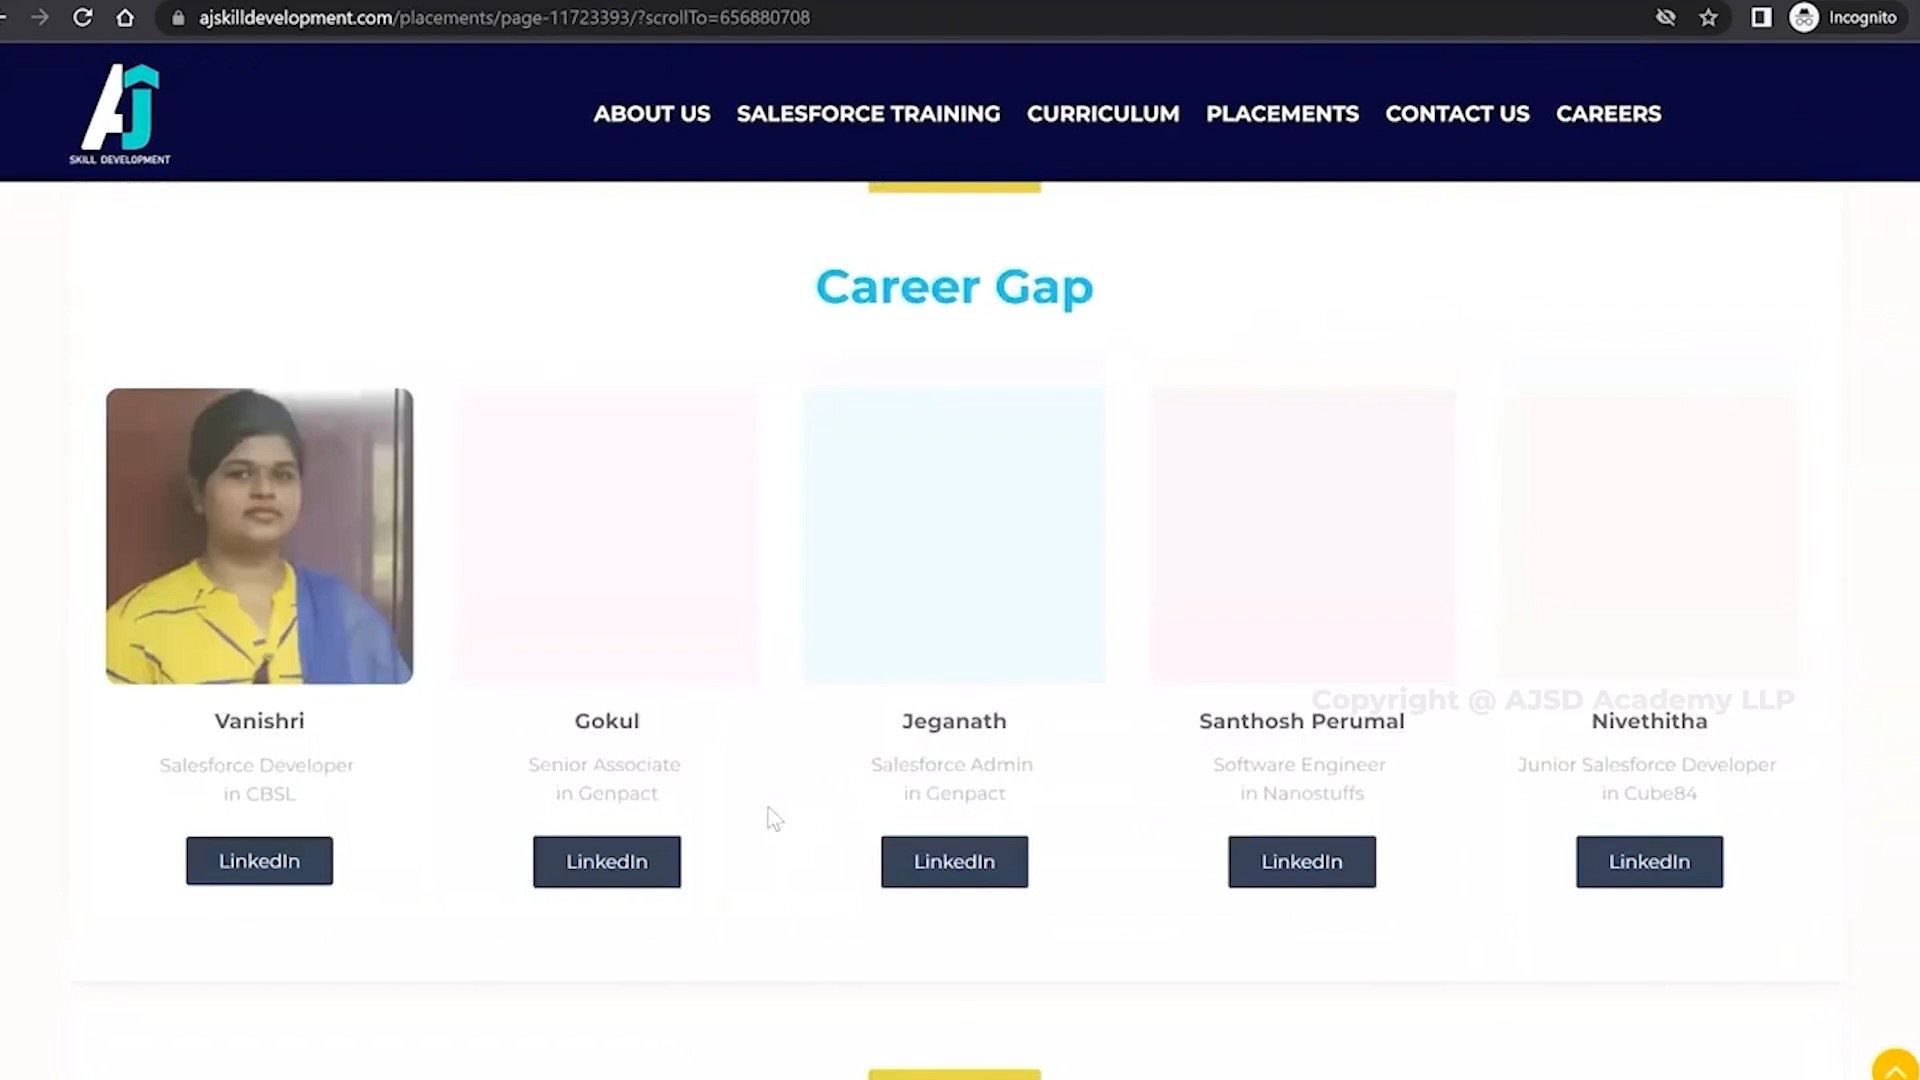 ajskilldevelopment.com/placements/page-11723393/?scrollTo=656880708
Incognito
AJ
SKILL DEVELOPMENT
ABOUT US
SALESFORCE TRAINING
CURRICULUM
PLACEMENTS
CONTACT US
CAREERS
Career Gap
Copyright @ AJSD Academy LLP
Vanishri
Salesforce Developer
in CBSL
LinkedIn
Gokul
Senior Associate
in Genpact
LinkedIn
Jeganath
Salesforce Admin
in Genpact
LinkedIn
Santhosh Perumal
Software Engineer
in Nanostuffs
LinkedIn
Nivethitha
Junior Salesforce Developer
in Cube84
LinkedIn